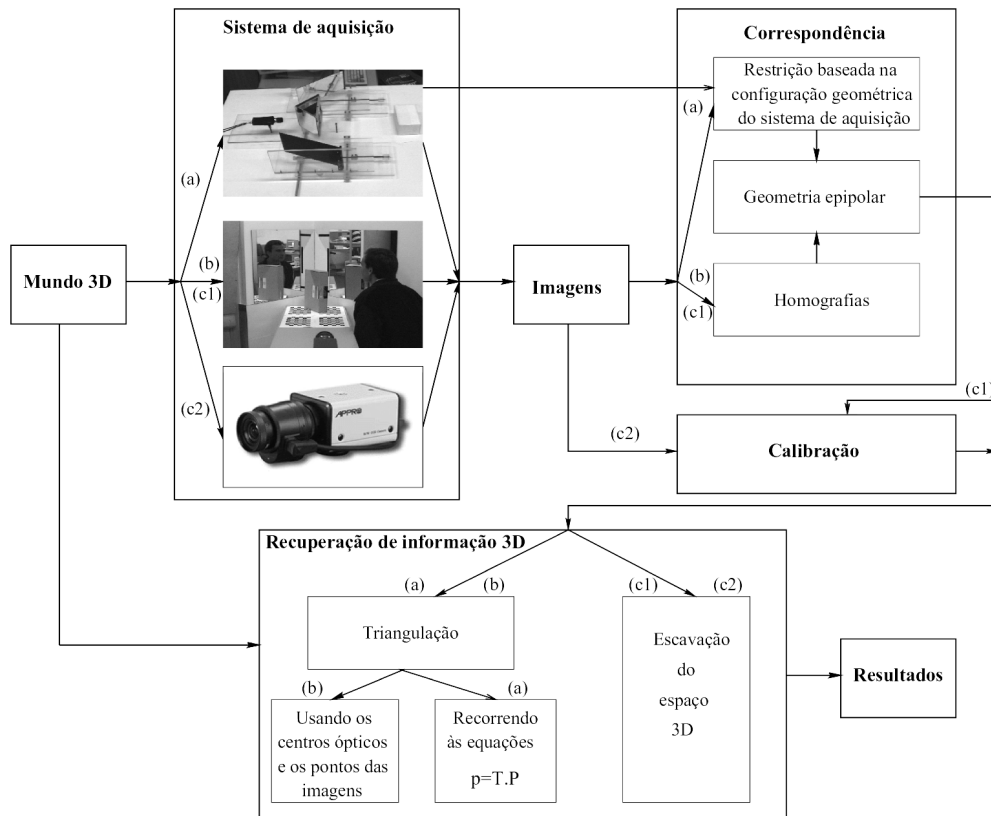 Sistema de aquisição
(a)
(b)
(c1)
(c2)
APPRO
Mundo 3D
Imagens
Correspondência
(a)
Restrição baseada na
configuração geométrica
do sistema de aquisição
Geometria epipolar
(b)
(c1)
Homografias
(c1)
(c2)
Calibração
Recuperação de informação 3D
(a)
(b)
(c1)
(c2)
Triangulação
(b)
(a)
Usando os
centros ópticos
e os pontos das
imagens
Recorrendo
às equações
p=T.P
Escavação
do
espaço
3D
Resultados